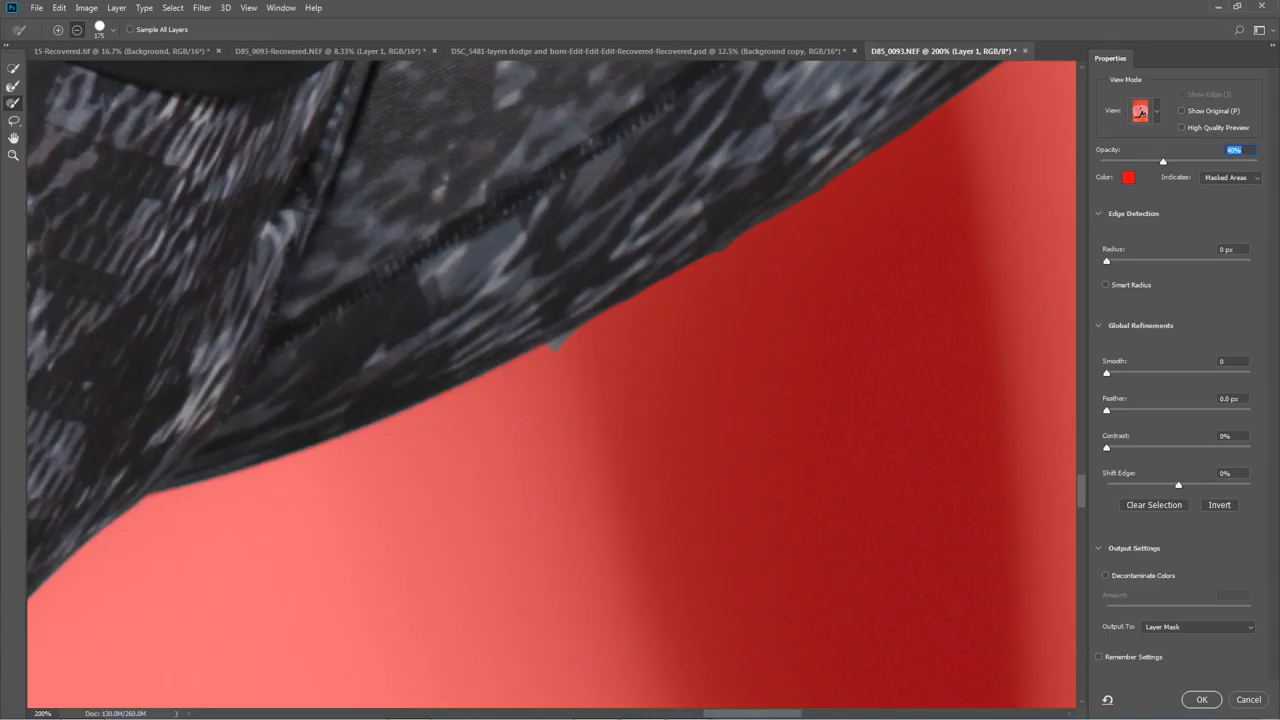 Ps File Edit Image Layer Type Select Filter 3D View Window Help
175 Sample All Layers
15-Recovered.tif @ 16.7% (Background, RGB/16*) * × D85_0093-Recovered.NEF @ 8.33% (Layer 1, RGB/16*) * × DSC_5481-layers dodge and burn-Edit-Edit-Edit-Recovered-Recovered.psd @ 12.5% (Background copy, RGB/16*) * × D85_0093.NEF @ 200% (Layer 1, RGB/8*) * ×
Properties
View Mode
Show Edge (J)
View: Show Original (P)
High Quality Preview
Opacity: 40%
Color: Indicates: Masked Areas
Edge Detection
Radius: 0 px
Smart Radius
Global Refinements
Smooth: 0
Feather: 0.0 px
Contrast: 0%
Shift Edge: 0%
Clear Selection Invert
Output Settings
Decontaminate Colors
Amount:
Output To: Layer Mask
Remember Settings
OK Cancel
200% Doc: 130.0M/260.0M